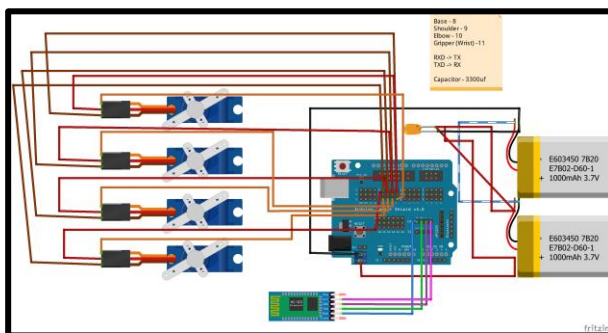 Base - 8
Shoulder - 9
Elbow - 10
Gripper (Wrist) -11
RXD -> TX
TXD -> RX
Capacitor - 3300uf
- E603450 7B20
E7B02-D60-1
+ 1000mAh 3.7V
- E603450 7B20
E7B02-D60-1
+ 1000mAh 3.7V
RESET